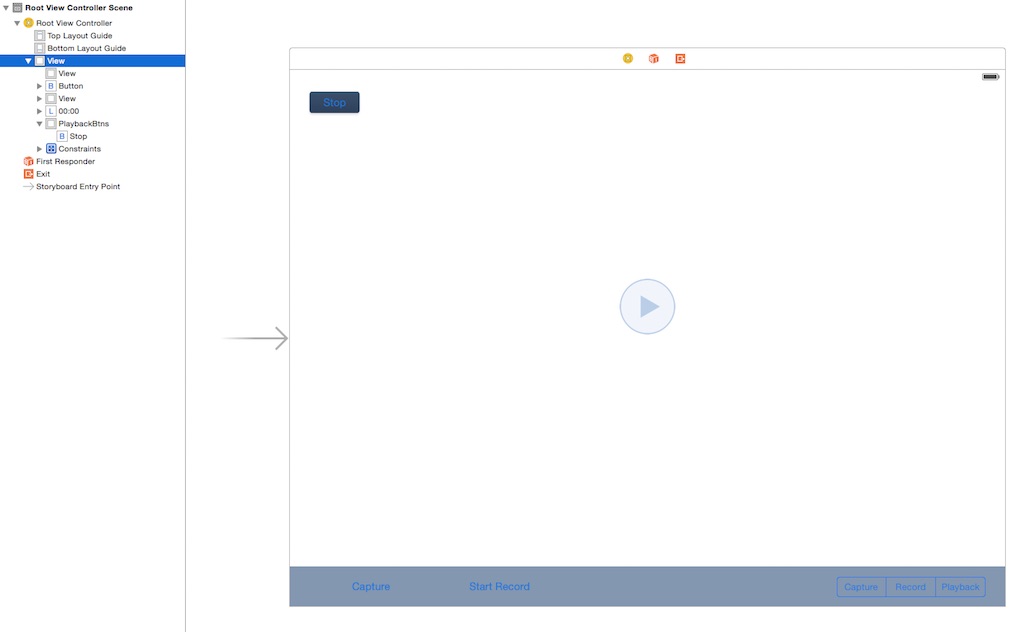 Root View Controller Scene
Root View Controller
Top Layout Guide
Bottom Layout Guide
View
View
B Button
View
L 00:00
PlaybackBtns
B Stop
Constraints
First Responder
Exit
Storyboard Entry Point
Stop
Capture Start Record Capture Record Playback